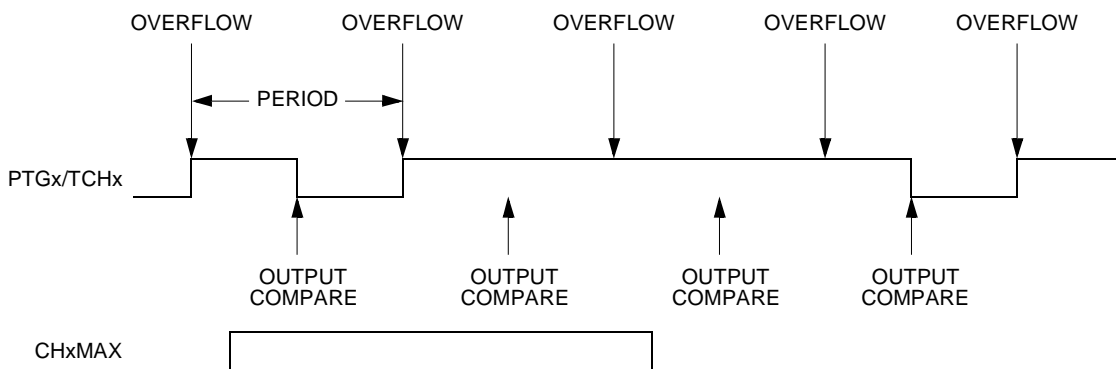 OVERFLOW OVERFLOW OVERFLOW OVERFLOW OVERFLOW
PERIOD
PTGx/TCHx
OUTPUT OUTPUT OUTPUT OUTPUT
COMPARE COMPARE COMPARE COMPARE
CHxMAX